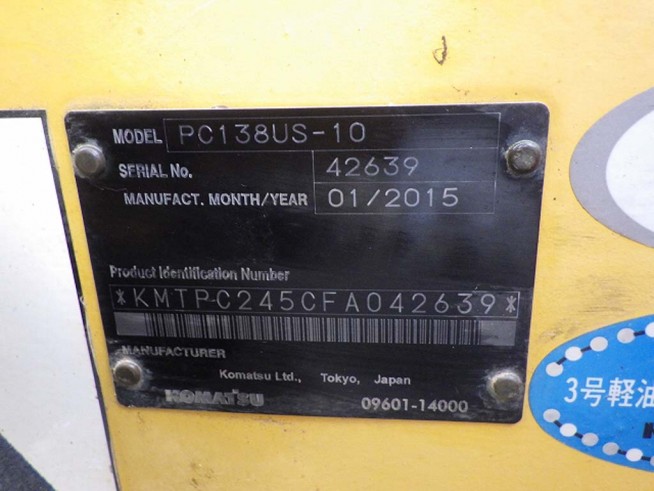 MODEL PC138US-10
SERIAL No. 42639
MANUFACT. MONTH/YEAR 01/2015
Product Identification Number
*KMTPC245CFA042639*
MANUFACTURER
Komatsu Ltd., Tokyo, Japan
KOMATSU 09601-14000
3号軽油